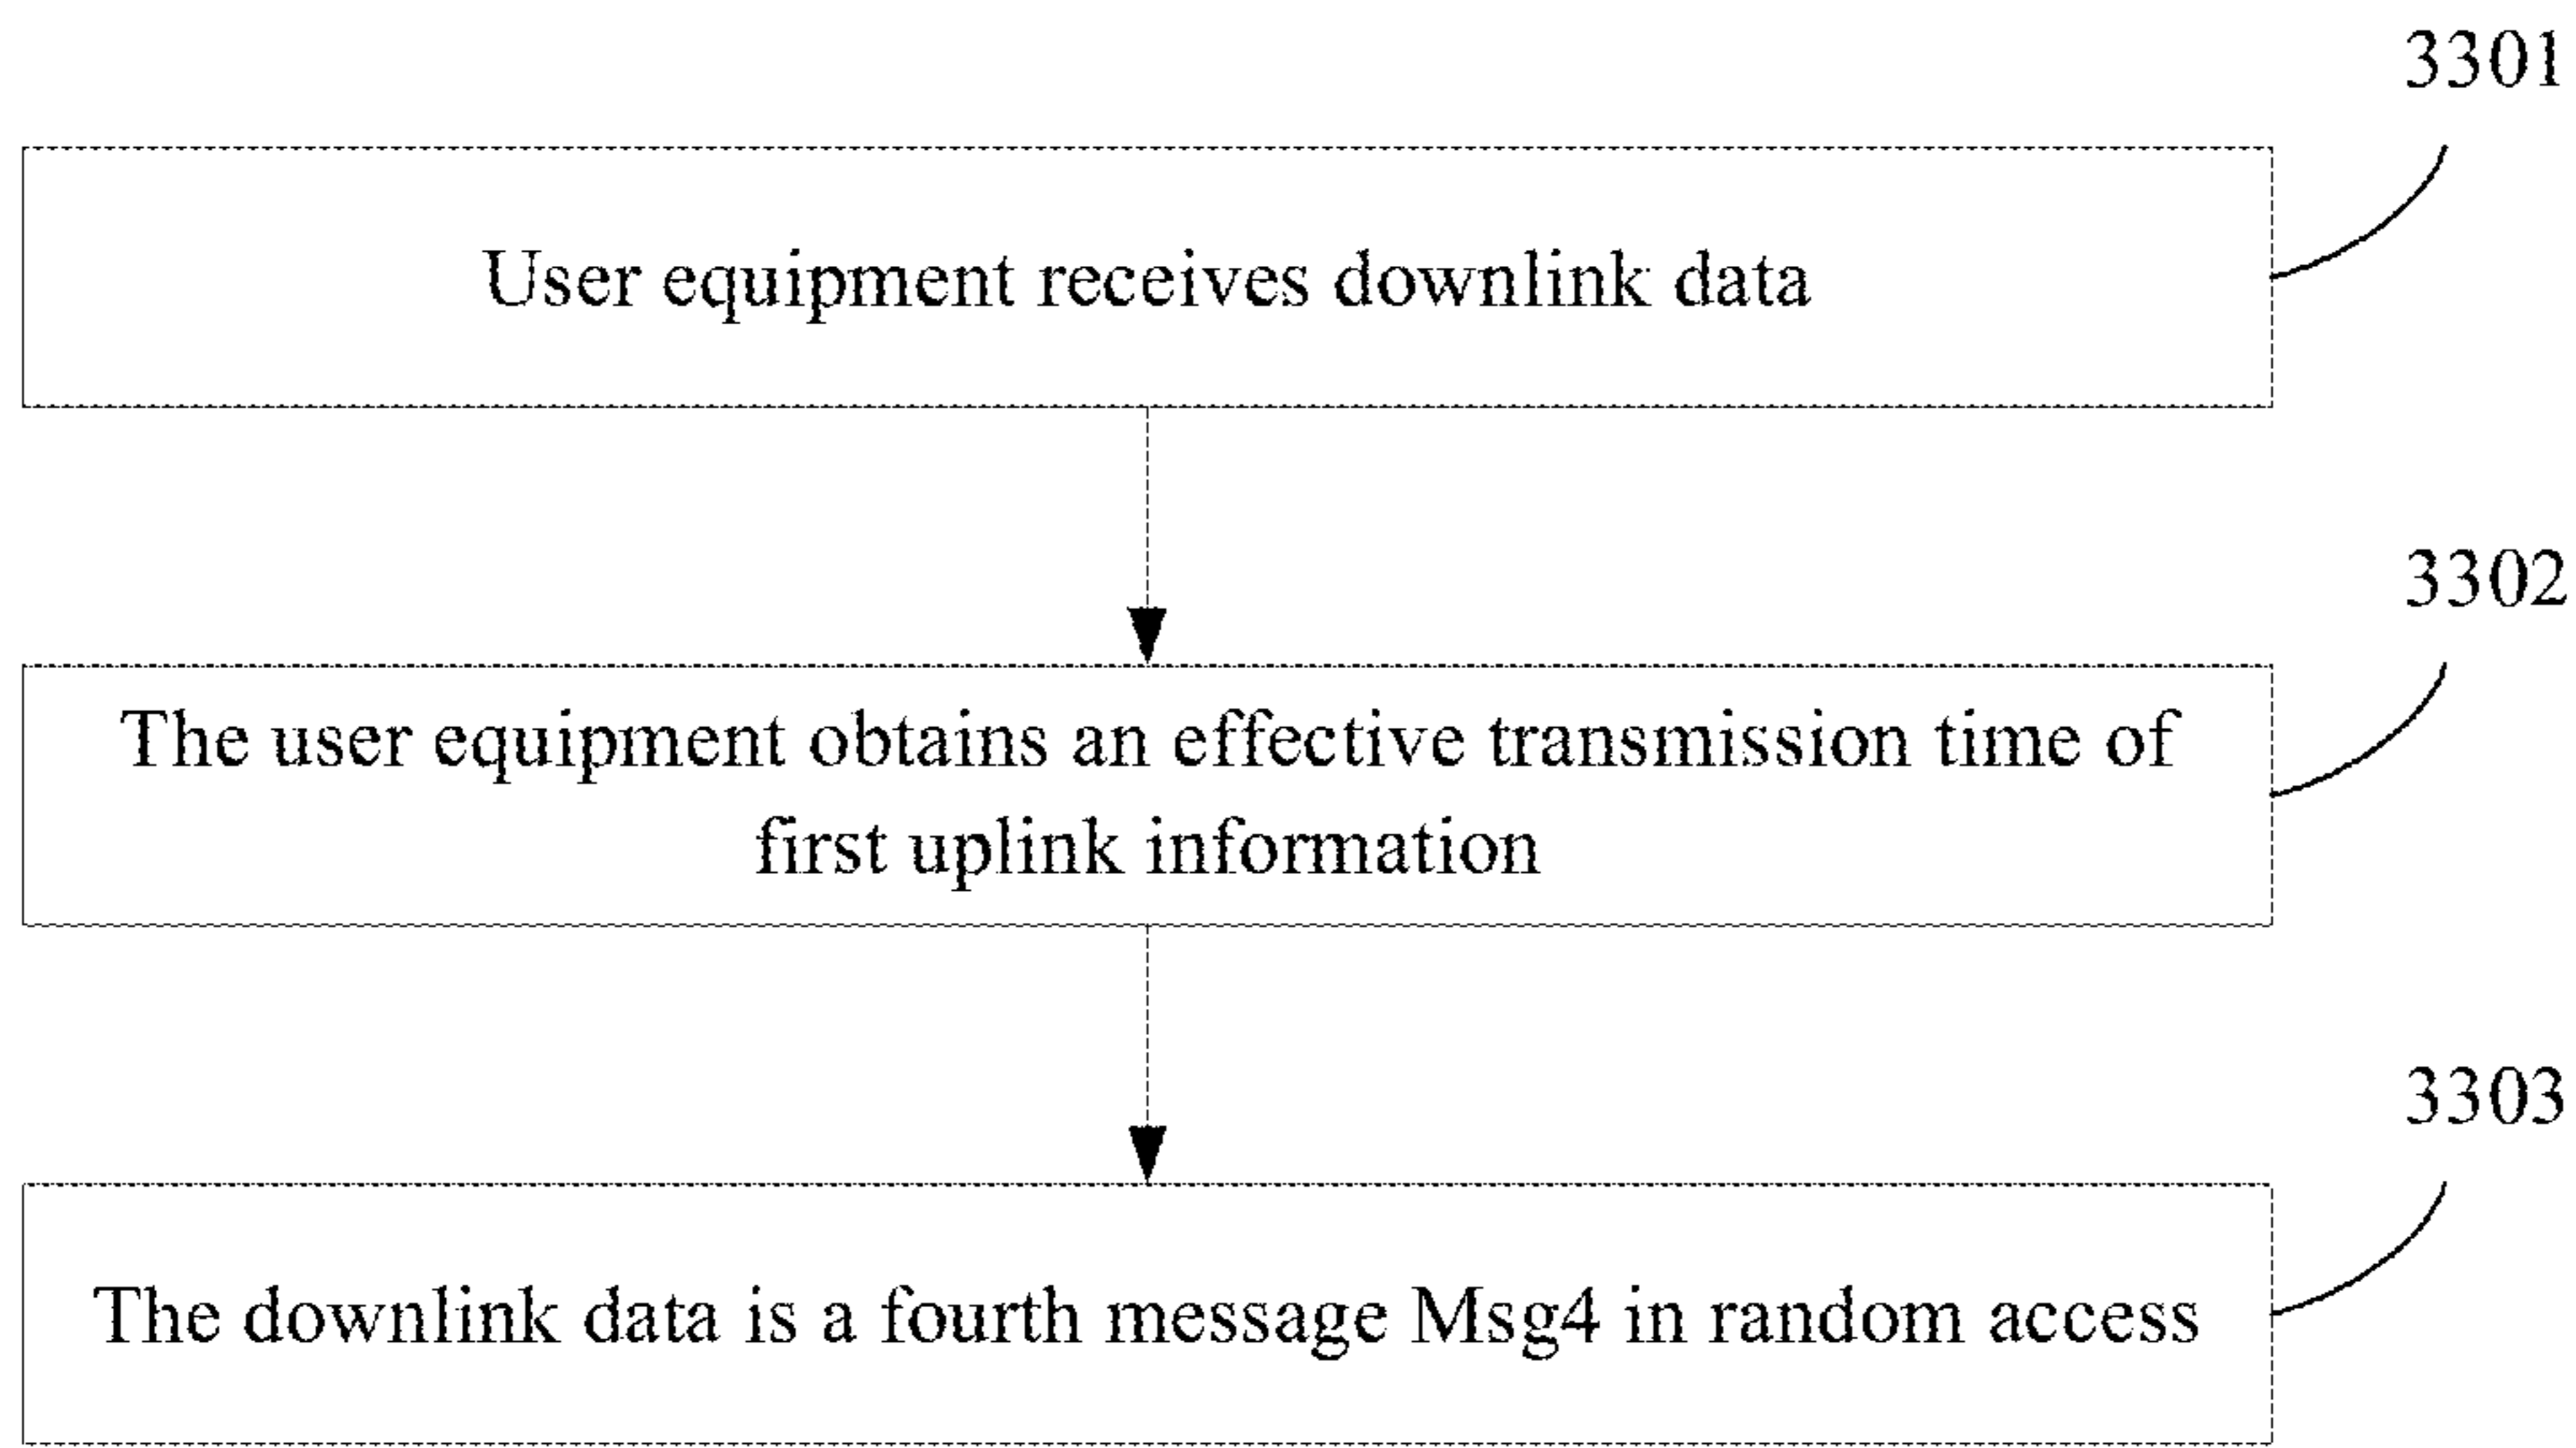 3301
User equipment receives downlink data
3302
The user equipment obtains an effective transmission time of
first uplink information
3303
The downlink data is a fourth message Msg4 in random access